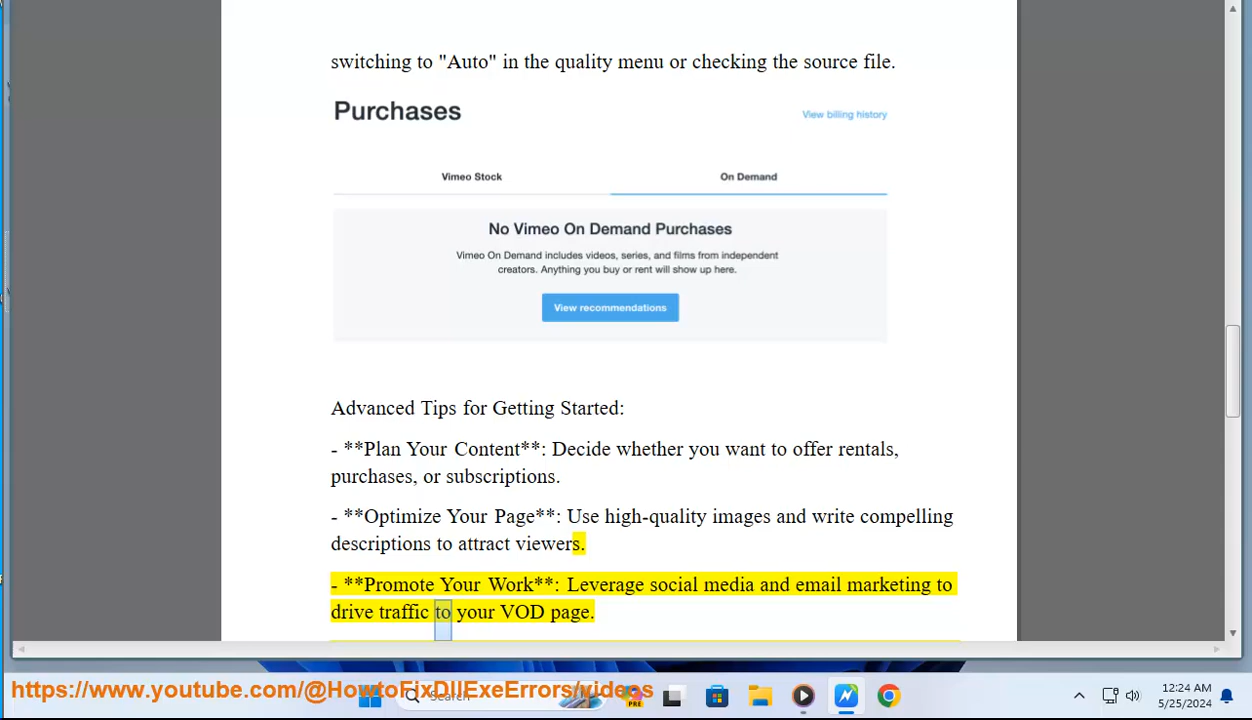 switching to "Auto" in the quality menu or checking the source file.
Purchases
View billing history
Vimeo Stock
On Demand
No Vimeo On Demand Purchases
Vimeo On Demand includes videos, series, and films from independent
creators. Anything you buy or rent will show up here.
View recommendations
Advanced Tips for Getting Started:
- **Plan Your Content**: Decide whether you want to offer rentals,
purchases, or subscriptions.
- **Optimize Your Page**: Use high-quality images and write compelling
descriptions to attract viewers.
- **Promote Your Work**: Leverage social media and email marketing to
drive traffic to your VOD page.
https://www.youtube.com/@HowtoFixDllExeErrors/videos
Search
PRE
12:24 AM
5/25/2024